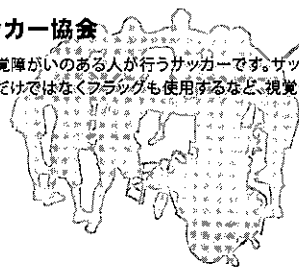 ッカー協会
覚障がいのある人が行うサッカーです。サッ
だけではなくフラッグも使用するなど、視覚